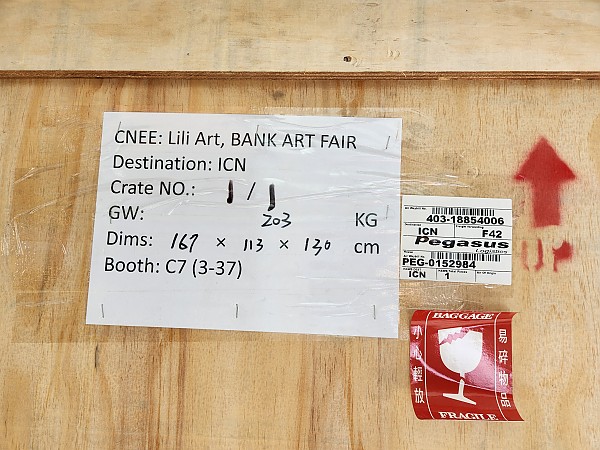 CNEE: Lili Art, BANK ART FAIR
Destination: ICN
Crate NO.: 1 / 1
GW: 203 KG
Dims: 167 × 113 × 130 cm
Booth: C7 (3-37)
403-18854006
ICN F42
Pegasus
Logistics
PEG-0152984
ICN 1
UP
BAGGAGE
小心輕放
易碎物品
FRAGILE